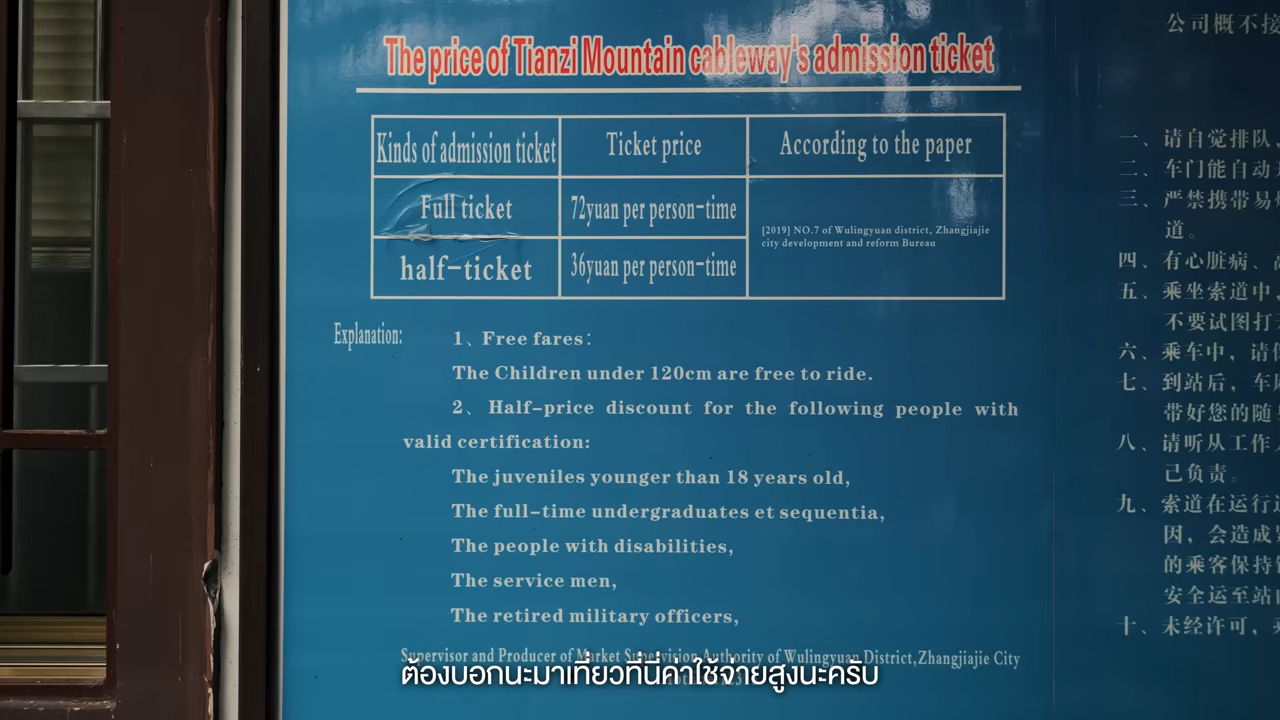 The price of Tianzi Mountain cableway's admission ticket
Kinds of admission ticket Ticket price According to the paper
Full ticket 72yuan per person-time
[2019] NO.7 of Wulingyuan district, Zhangjiajie
city development and reform Bureau
half-ticket 36yuan per person-time
Explanation: 1、Free fares:
The Children under 120cm are free to ride.
2、Half-price discount for the following people with
valid certification:
The juveniles younger than 18 years old,
The full-time undergraduates et sequentia,
The people with disabilities,
The service men,
The retired military officers,
Supervisor and Producer of Market Supervision Authority of Wulingyuan District,Zhangjiajie City
ต้องบอกนะมาเที่ยวที่นี่ค่าใช้จ่ายสูงนะครับ
公司概不接
一、请自觉排队，
二、车门能自动
三、严禁携带易
道。
四、有心脏病、
五、乘坐索道中，
不要试图打
六、乘车中，请
七、到站后，车
带好您的随
八、请听从工作
己负责。
九、索道在运行
因，会造成
的乘客保持
安全运至站
十、未经许可，